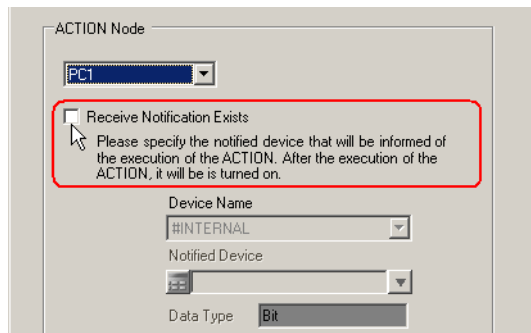 ACTION Node
PC1
Receive Notification Exists
Please specify the notified device that will be informed of
the execution of the ACTION. After the execution of the
ACTION, it will be is turned on.
Device Name
#INTERNAL
Notified Device
Data Type Bit